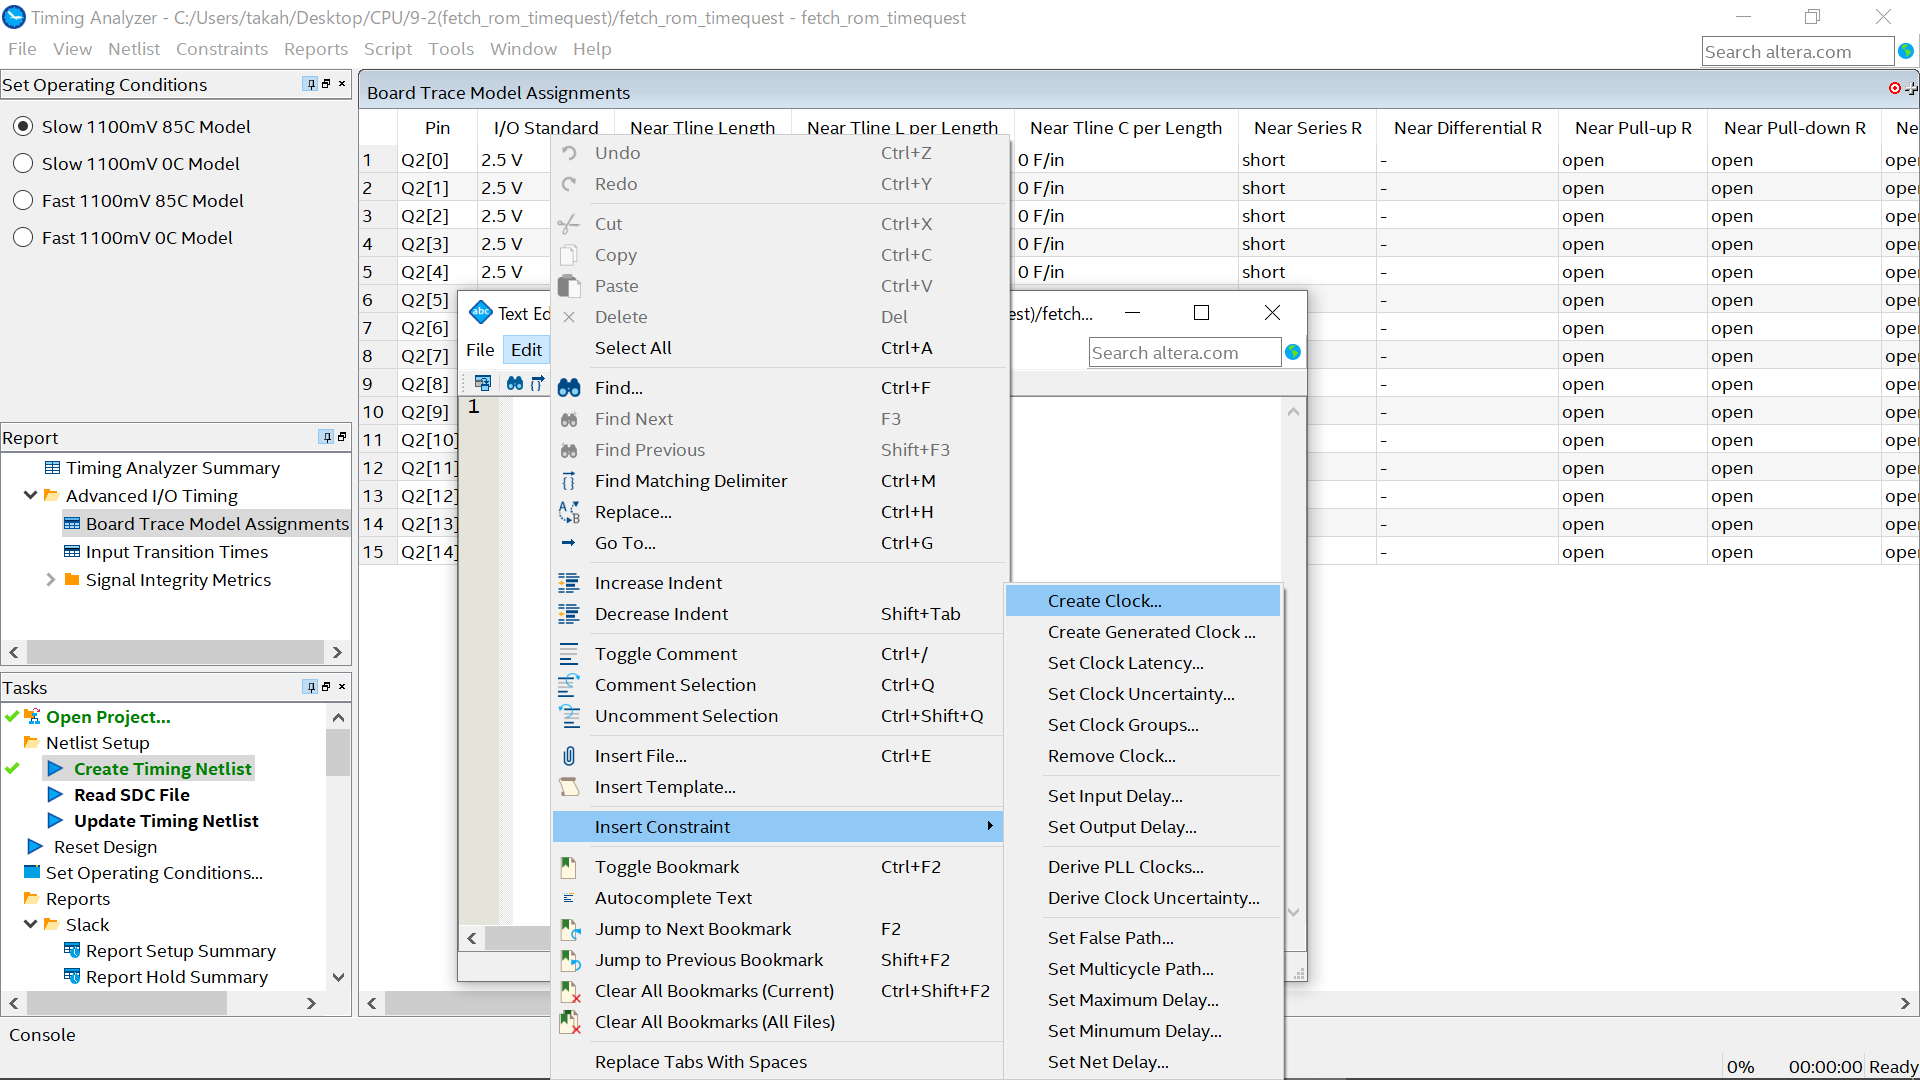 Timing Analyzer - C:/Users/takah/Desktop/CPU/9-2(fetch_rom_timequest)/fetch_rom_timequest - fetch_rom_timequest
File View Netlist Constraints Reports Script Tools Window Help
Search altera.com
Set Operating Conditions
Slow 1100mV 85C Model
Slow 1100mV 0C Model
Fast 1100mV 85C Model
Fast 1100mV 0C Model
Report
Timing Analyzer Summary
Advanced I/O Timing
Board Trace Model Assignments
Input Transition Times
Signal Integrity Metrics
Tasks
Open Project...
Netlist Setup
Create Timing Netlist
Read SDC File
Update Timing Netlist
Reset Design
Set Operating Conditions...
Reports
Slack
Report Setup Summary
Report Hold Summary
Console
Board Trace Model Assignments
Pin I/O Standard Near Tline Length Near Tline L per Length Near Tline C per Length Near Series R Near Differential R Near Pull-up R Near Pull-down R Ne
1 Q2[0] 2.5 V 0 F/in short - open open ope
2 Q2[1] 2.5 V 0 F/in short - open open ope
3 Q2[2] 2.5 V 0 F/in short - open open ope
4 Q2[3] 2.5 V 0 F/in short - open open ope
5 Q2[4] 2.5 V 0 F/in short - open open ope
6 Q2[5] - open open ope
7 Q2[6] - open open ope
8 Q2[7] - open open ope
9 Q2[8] - open open ope
10 Q2[9] - open open ope
11 Q2[10] - open open ope
12 Q2[11] - open open ope
13 Q2[12] - open open ope
14 Q2[13] - open open ope
15 Q2[14] - open open ope
abc Text Ed est)/fetch...
File Edit
Search altera.com
1
Undo Ctrl+Z
Redo Ctrl+Y
Cut Ctrl+X
Copy Ctrl+C
Paste Ctrl+V
Delete Del
Select All Ctrl+A
Find... Ctrl+F
Find Next F3
Find Previous Shift+F3
Find Matching Delimiter Ctrl+M
Replace... Ctrl+H
Go To... Ctrl+G
Increase Indent
Decrease Indent Shift+Tab
Toggle Comment Ctrl+/
Comment Selection Ctrl+Q
Uncomment Selection Ctrl+Shift+Q
Insert File... Ctrl+E
Insert Template...
Insert Constraint
Toggle Bookmark Ctrl+F2
Autocomplete Text
Jump to Next Bookmark F2
Jump to Previous Bookmark Shift+F2
Clear All Bookmarks (Current) Ctrl+Shift+F2
Clear All Bookmarks (All Files)
Replace Tabs With Spaces
Create Clock...
Create Generated Clock ...
Set Clock Latency...
Set Clock Uncertainty...
Set Clock Groups...
Remove Clock...
Set Input Delay...
Set Output Delay...
Derive PLL Clocks...
Derive Clock Uncertainty...
Set False Path...
Set Multicycle Path...
Set Maximum Delay...
Set Minumum Delay...
Set Net Delay...
0% 00:00:00 Ready